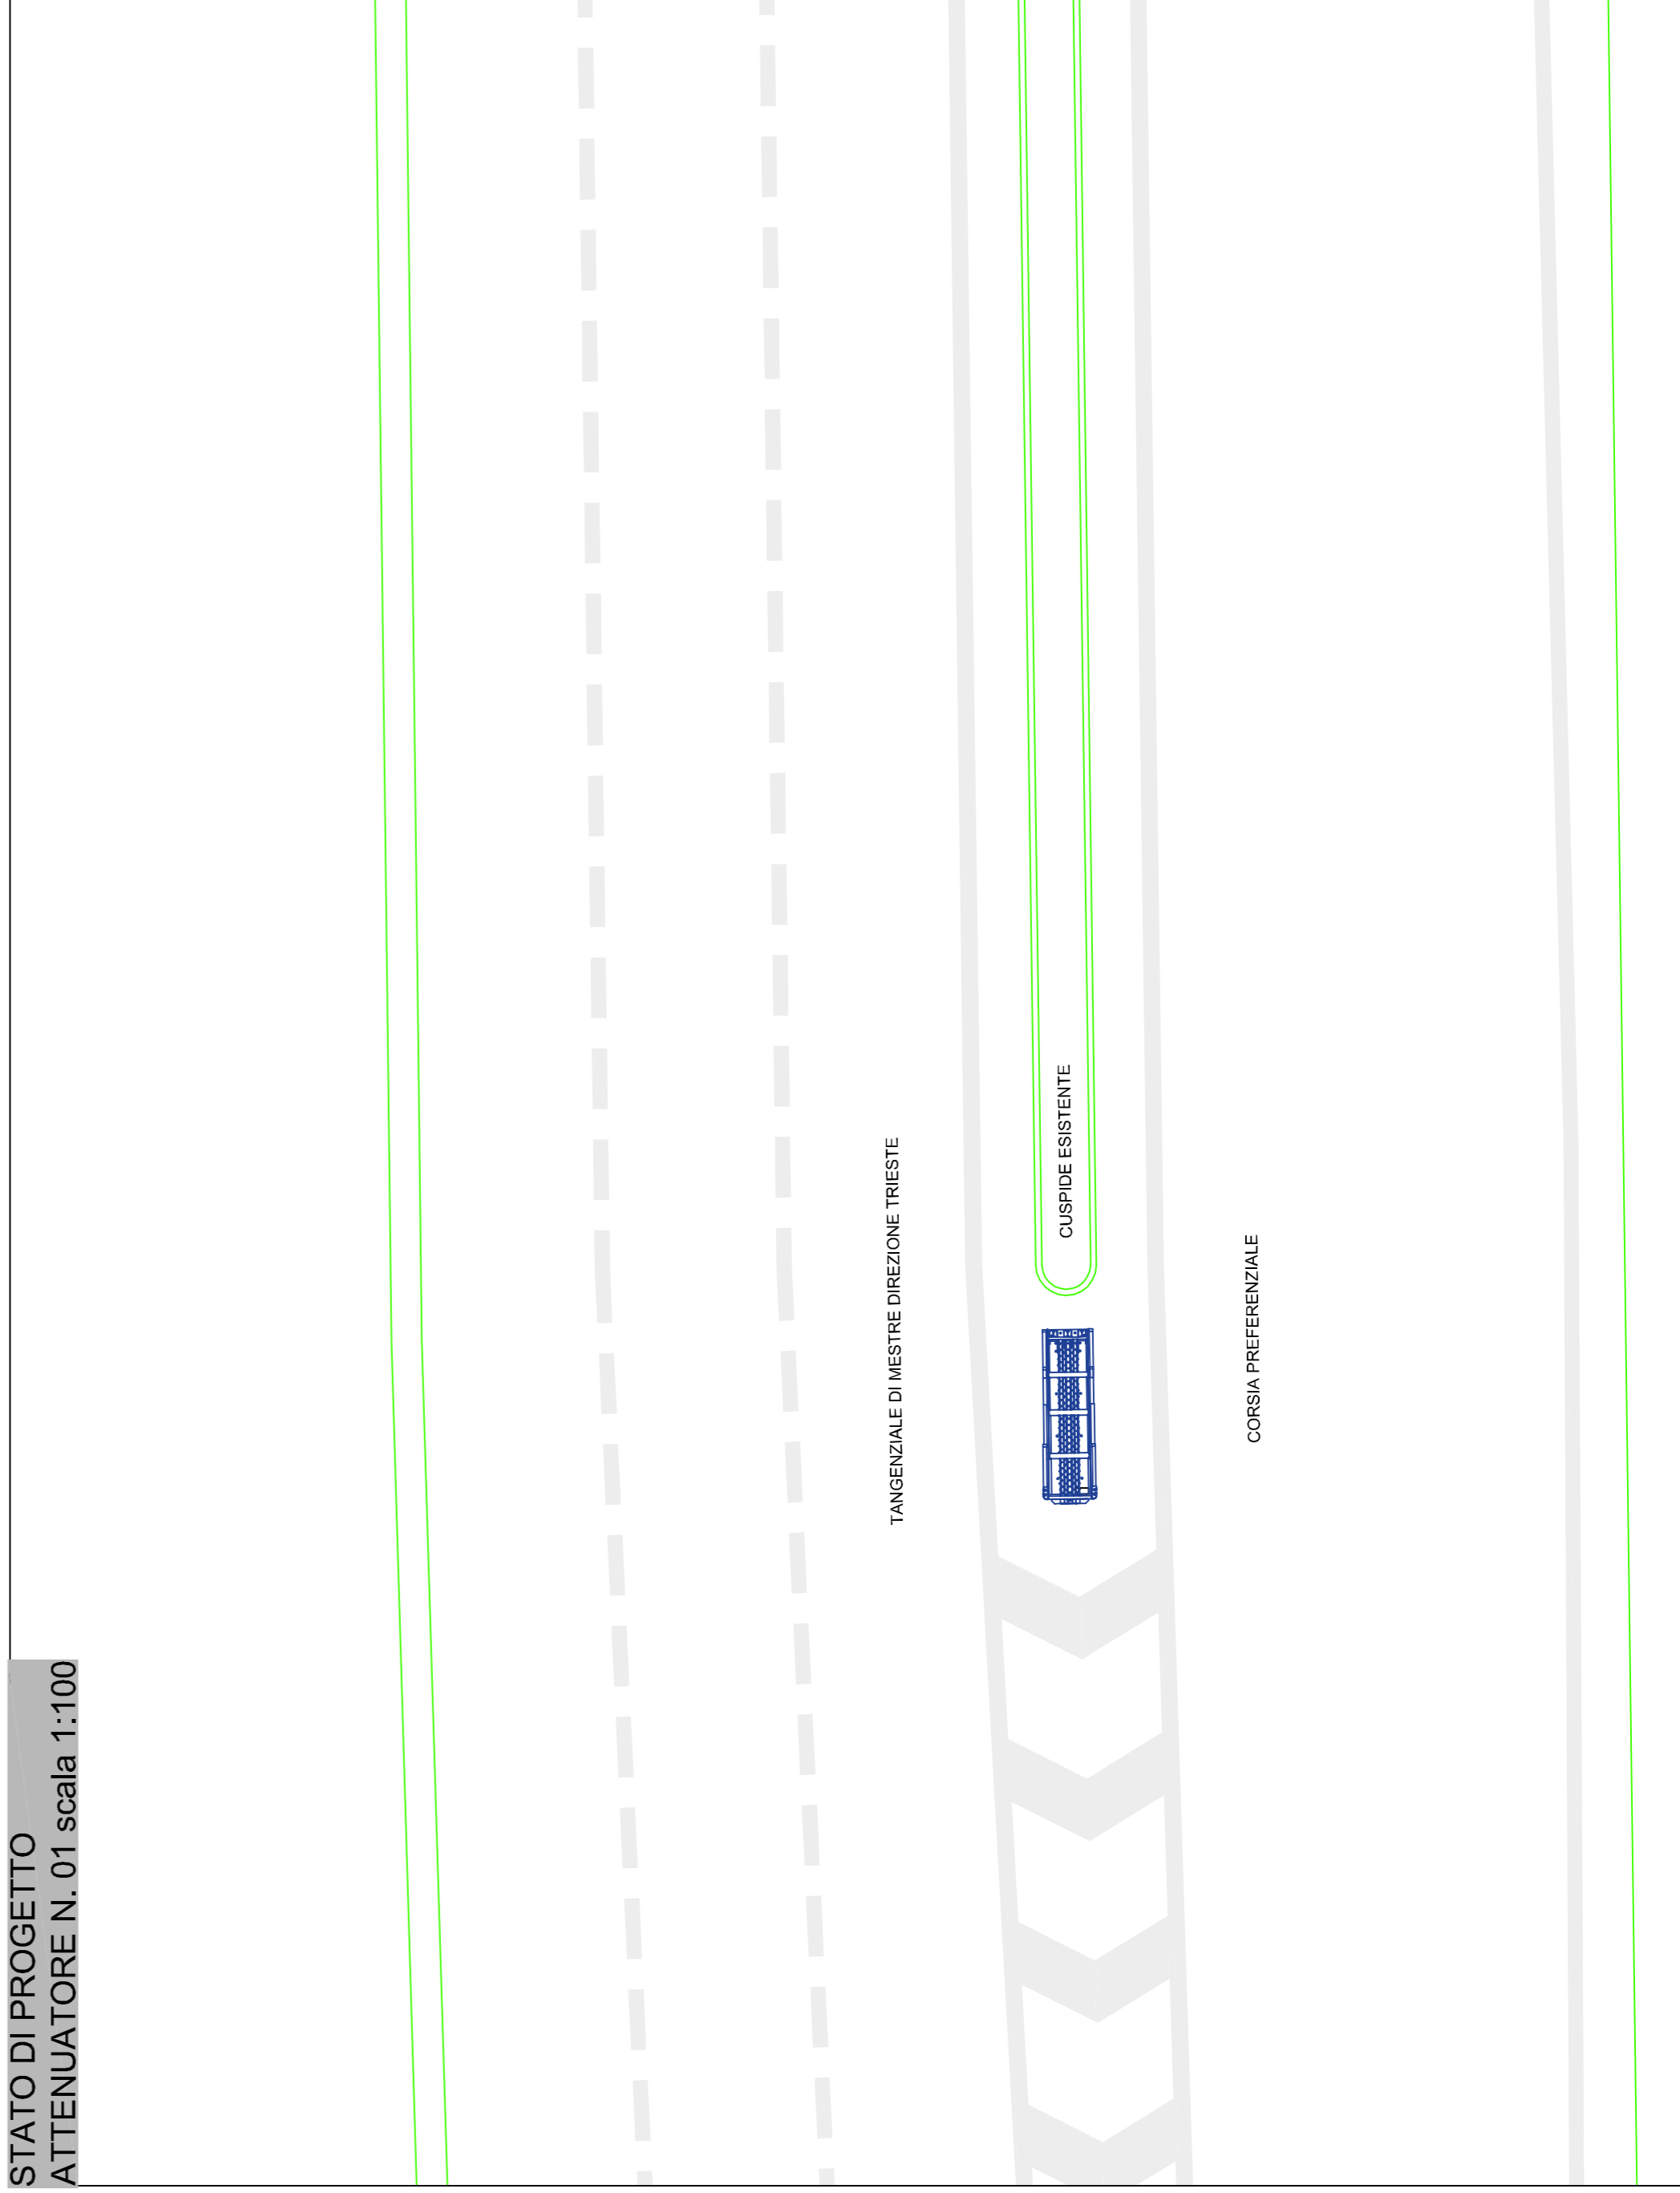 STATO DI PROGETTO
ATTENUATORE N. 01 scala 1:100
TANGENZIALE DI MESTRE DIREZIONE TRIESTE
CUSPIDE ESISTENTE
CORSIA PREFERENZIALE